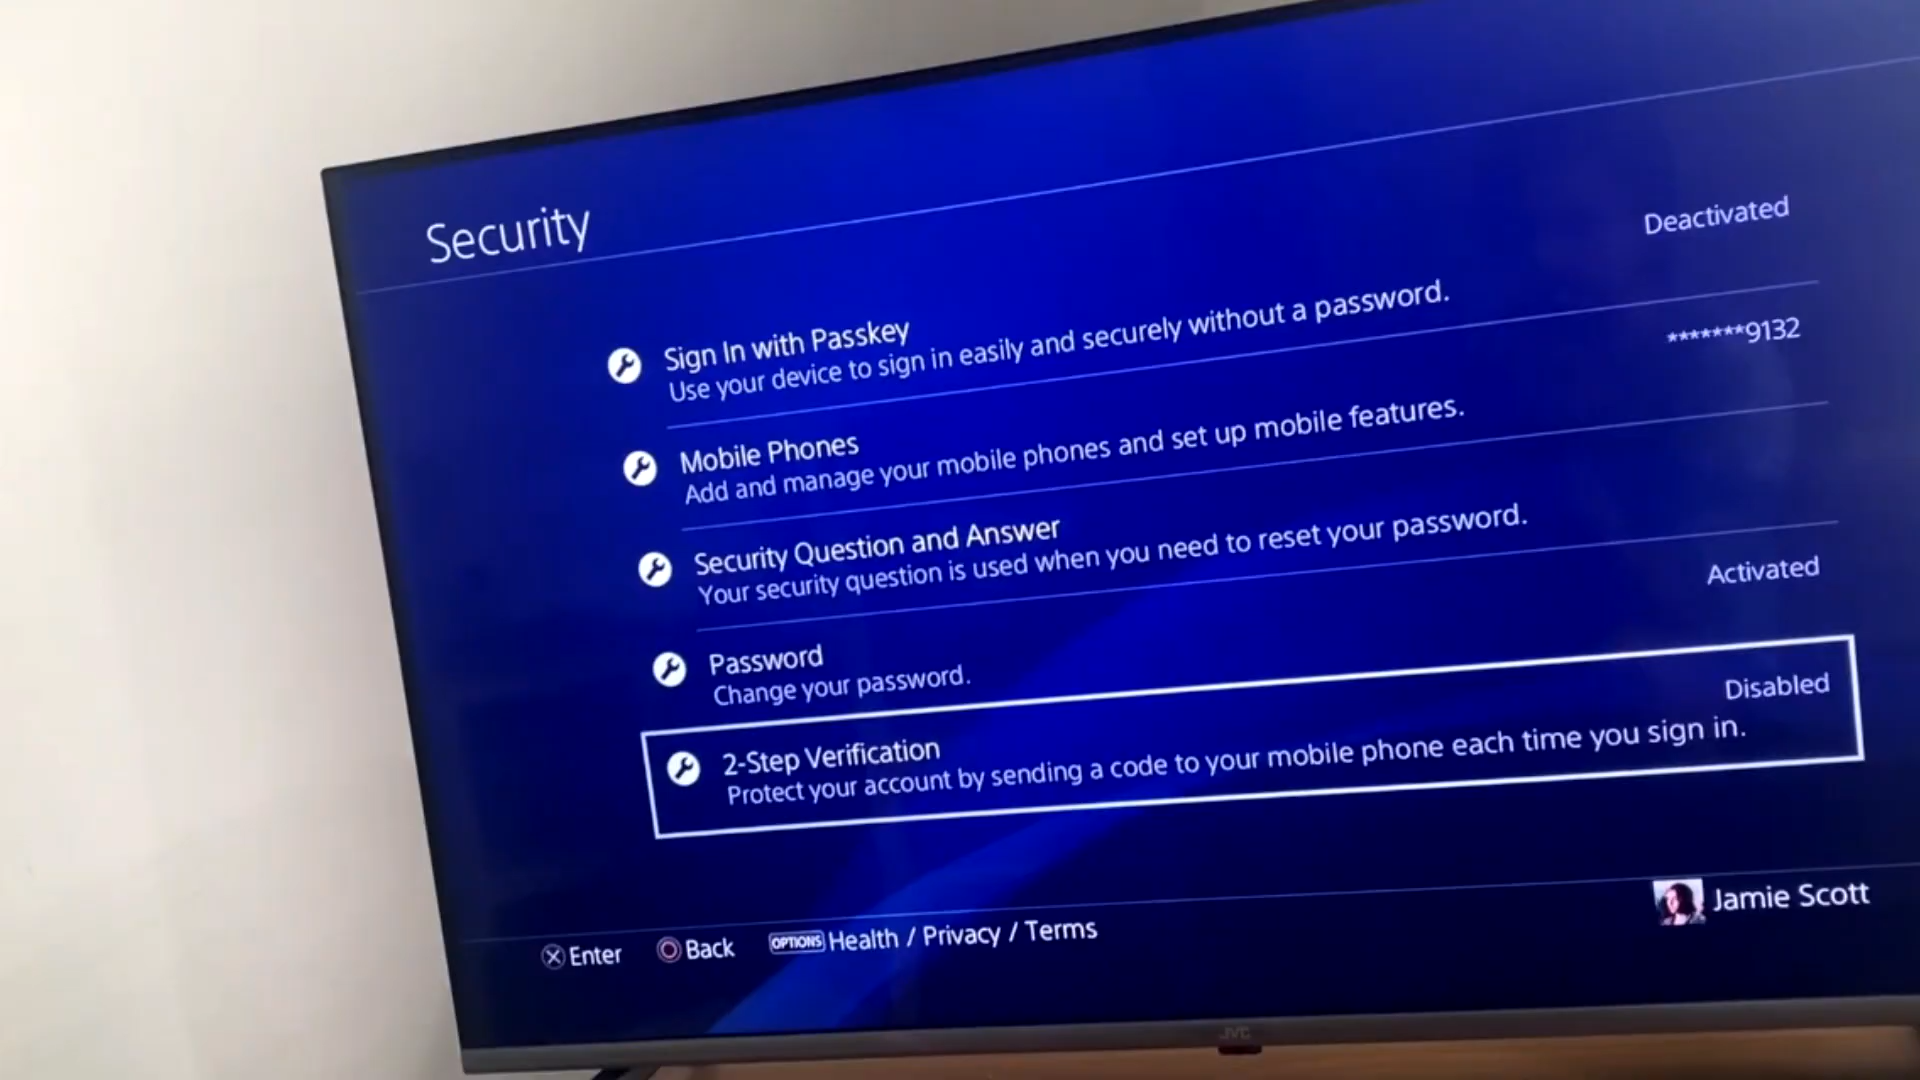 Security
Deactivated
Sign In with Passkey
Use your device to sign in easily and securely without a password.
*******9132
Mobile Phones
Add and manage your mobile phones and set up mobile features.
Security Question and Answer
Your security question is used when you need to reset your password.
Activated
Password
Change your password.
Disabled
2-Step Verification
Protect your account by sending a code to your mobile phone each time you sign in.
Jamie Scott
Enter Back OPTIONS Health / Privacy / Terms
JVC